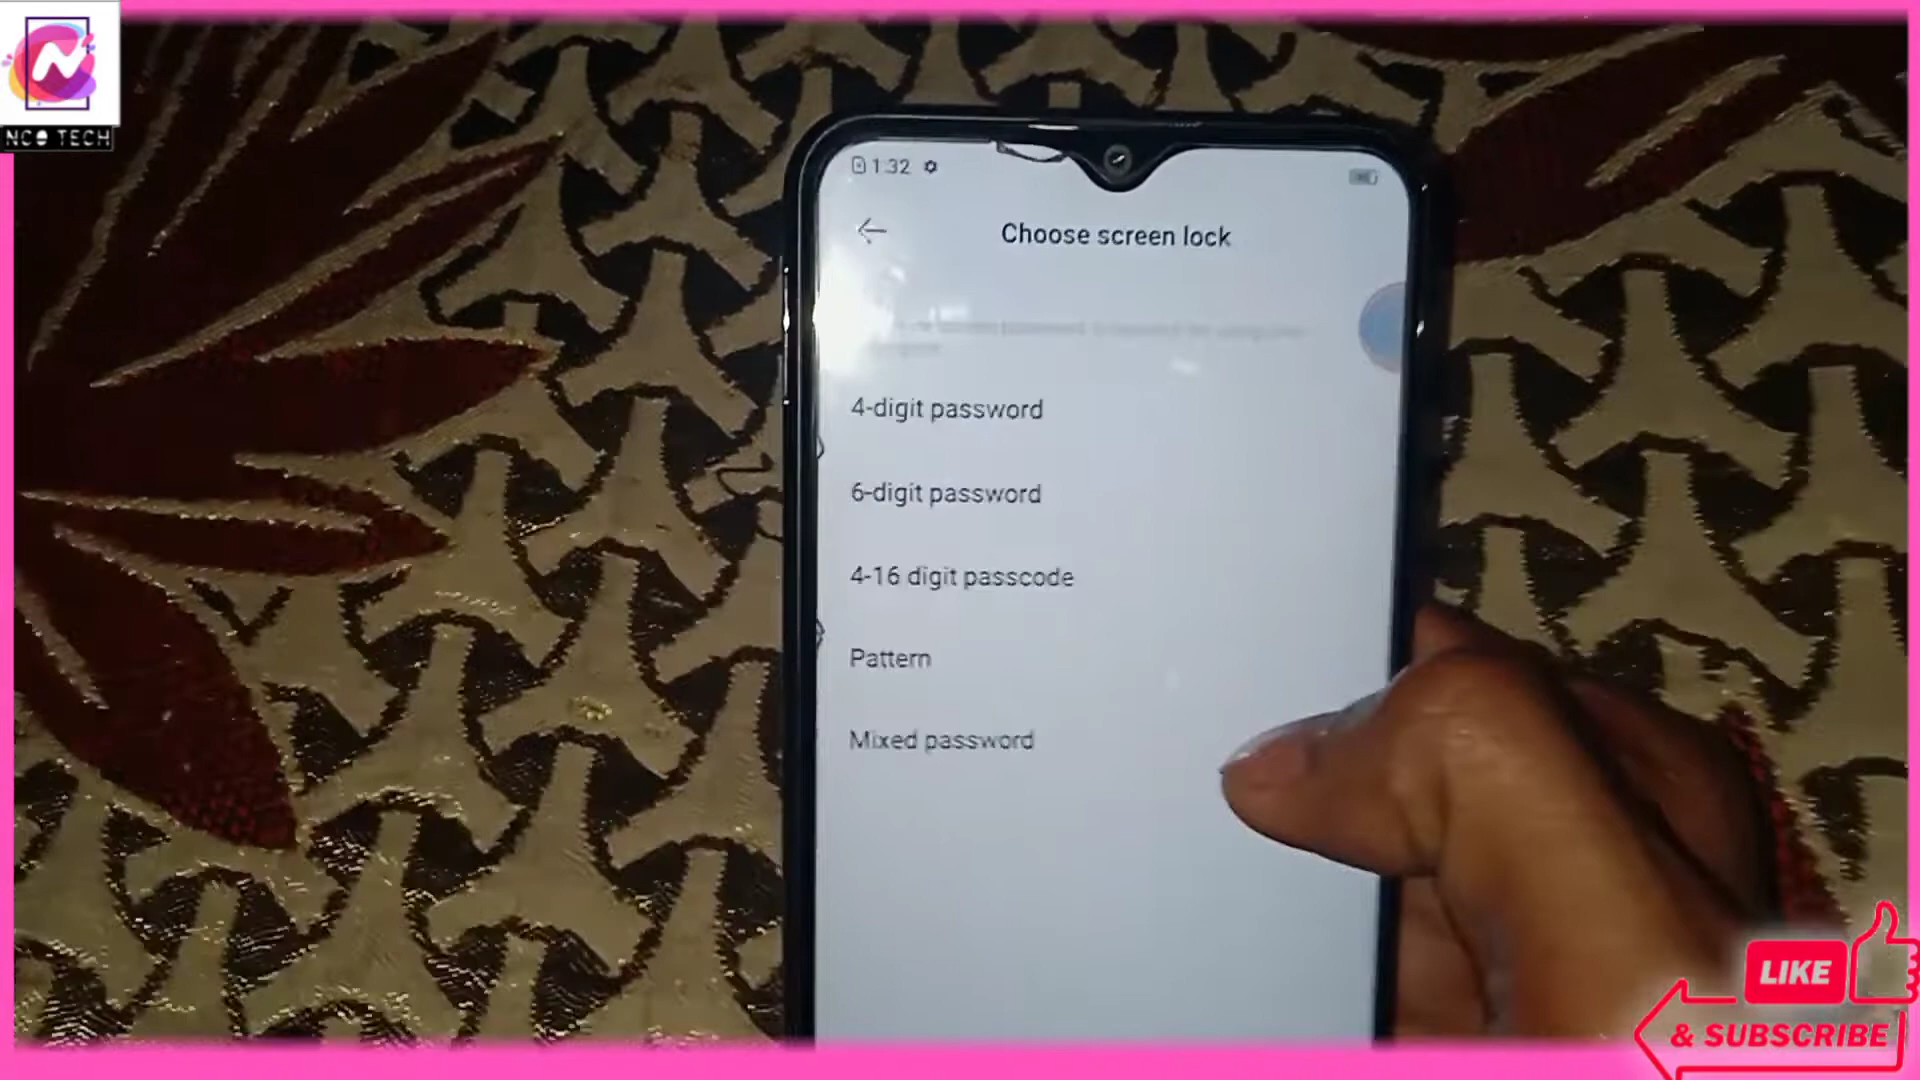 NCO TECH
1:32
Choose screen lock
4-digit password
6-digit password
4-16 digit passcode
Pattern
Mixed password
LIKE
& SUBSCRIBE